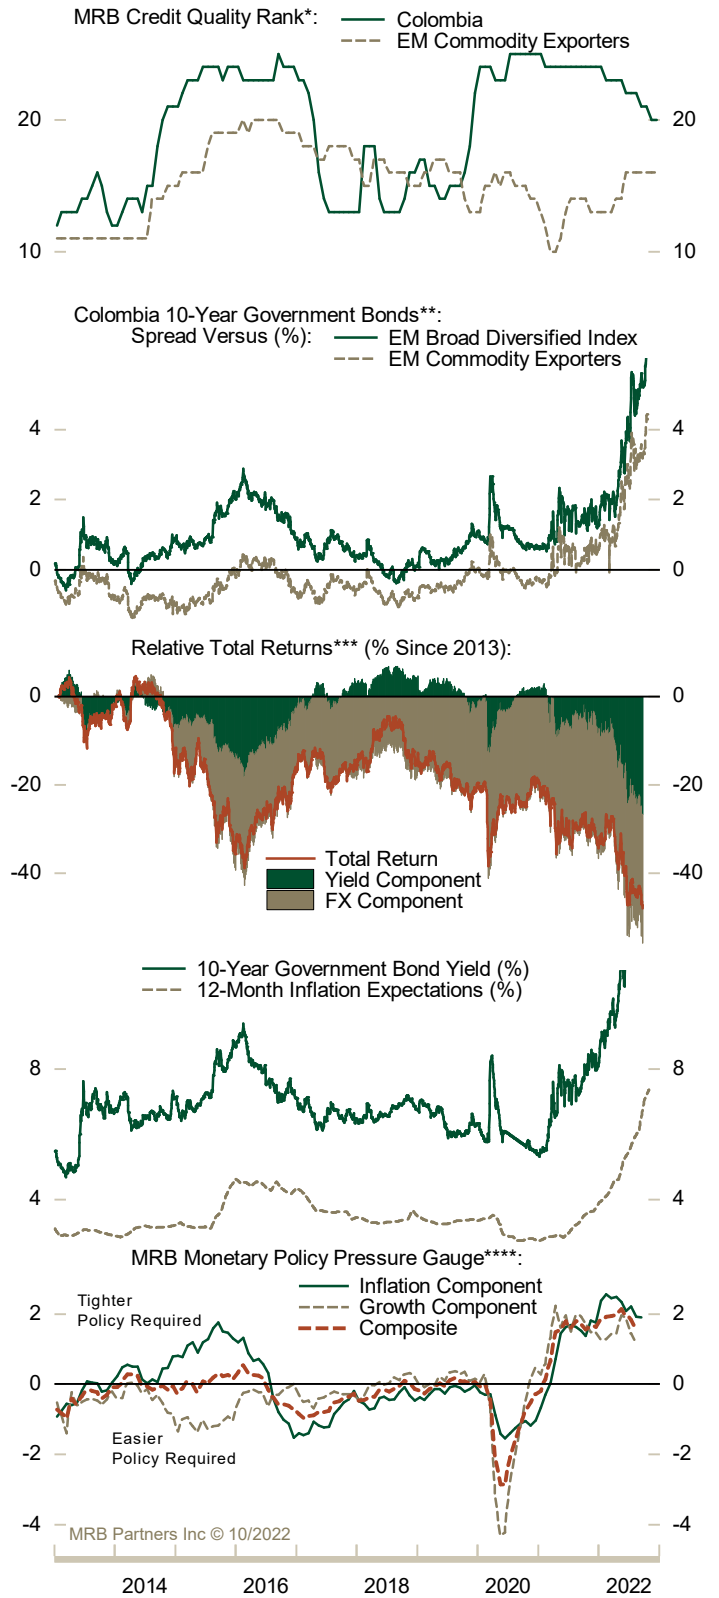 MRB Credit Quality Rank*:
Colombia
EM Commodity Exporters
20 20
10 10
Colombia 10-Year Government Bonds**:
Spread Versus (%):
EM Broad Diversified Index
EM Commodity Exporters
4 4
2 2
0 0
Relative Total Returns*** (% Since 2013):
0 0
-20 -20
-40 -40
Total Return
Yield Component
FX Component
10-Year Government Bond Yield (%)
12-Month Inflation Expectations (%)
8 8
4 4
MRB Monetary Policy Pressure Gauge****:
Inflation Component
Growth Component
Composite
Tighter
Policy Required
2 2
0 0
Easier
Policy Required
-2 -2
-4 -4
MRB Partners Inc © 10/2022
2014 2016 2018 2020 2022